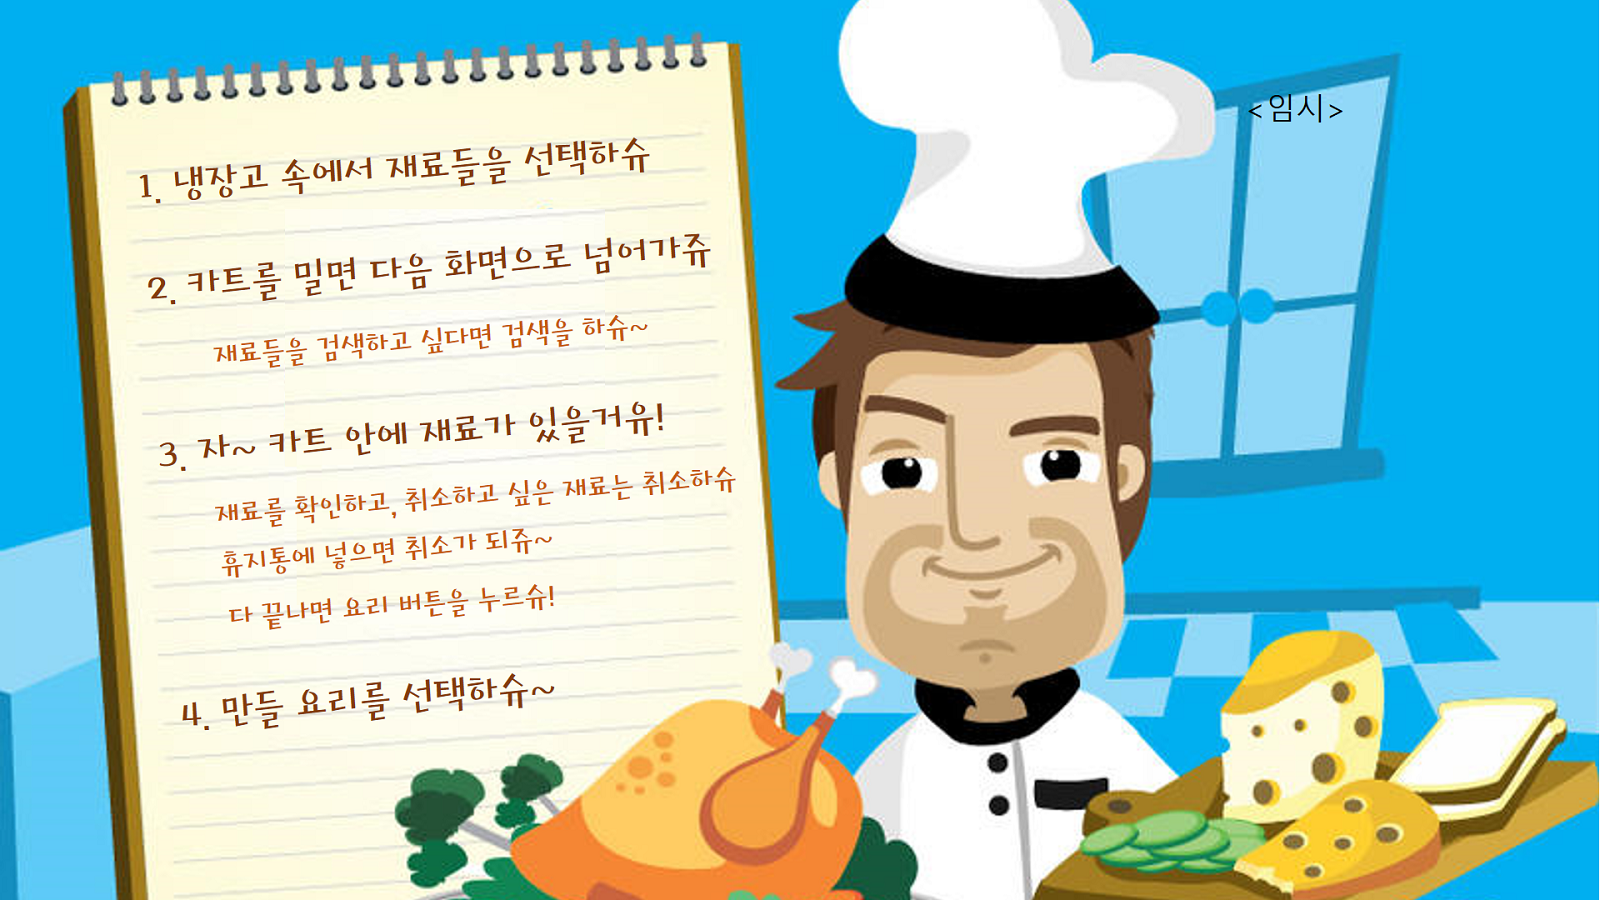 1. 냉장고 속에서 재료들을 선택하슈
2. 카트를 밀면 다음 화면으로 넘어가쥬
재료들을 검색하고 싶다면 검색을 하슈~
3. 자~ 카트 안에 재료가 있을거유!
재료를 확인하고, 취소하고 싶은 재료는 취소하슈
휴지통에 넣으면 취소가 되쥬~
다 끝나면 요리 버튼을 누르슈!
4. 만들 요리를 선택하슈~
<임시>